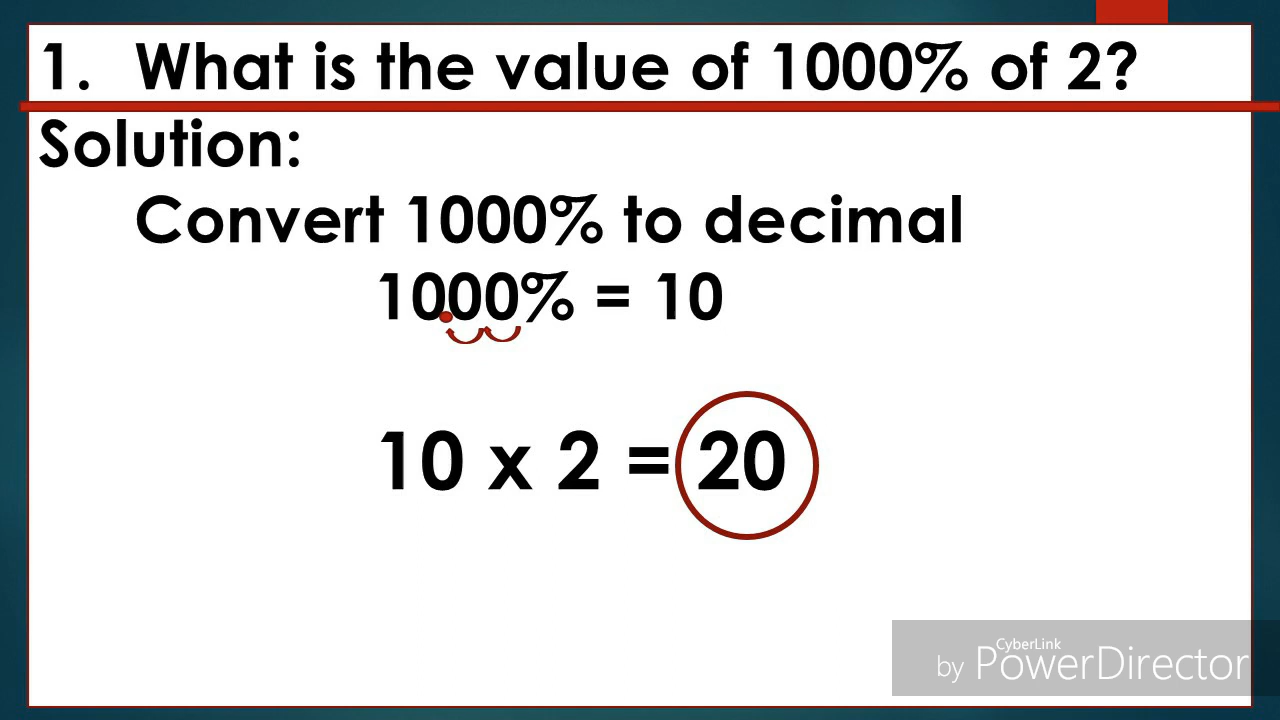 1. What is the value of 1000% of 2?
Solution:
Convert 1000% to decimal
1000% = 10
10 x 2 = 20
CyberLink
by PowerDirector